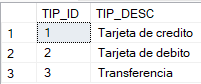 TIP_ID TIP_DESC
1 1 Tarjeta de credito
2 2 Tarjeta de debito
3 3 Transferencia